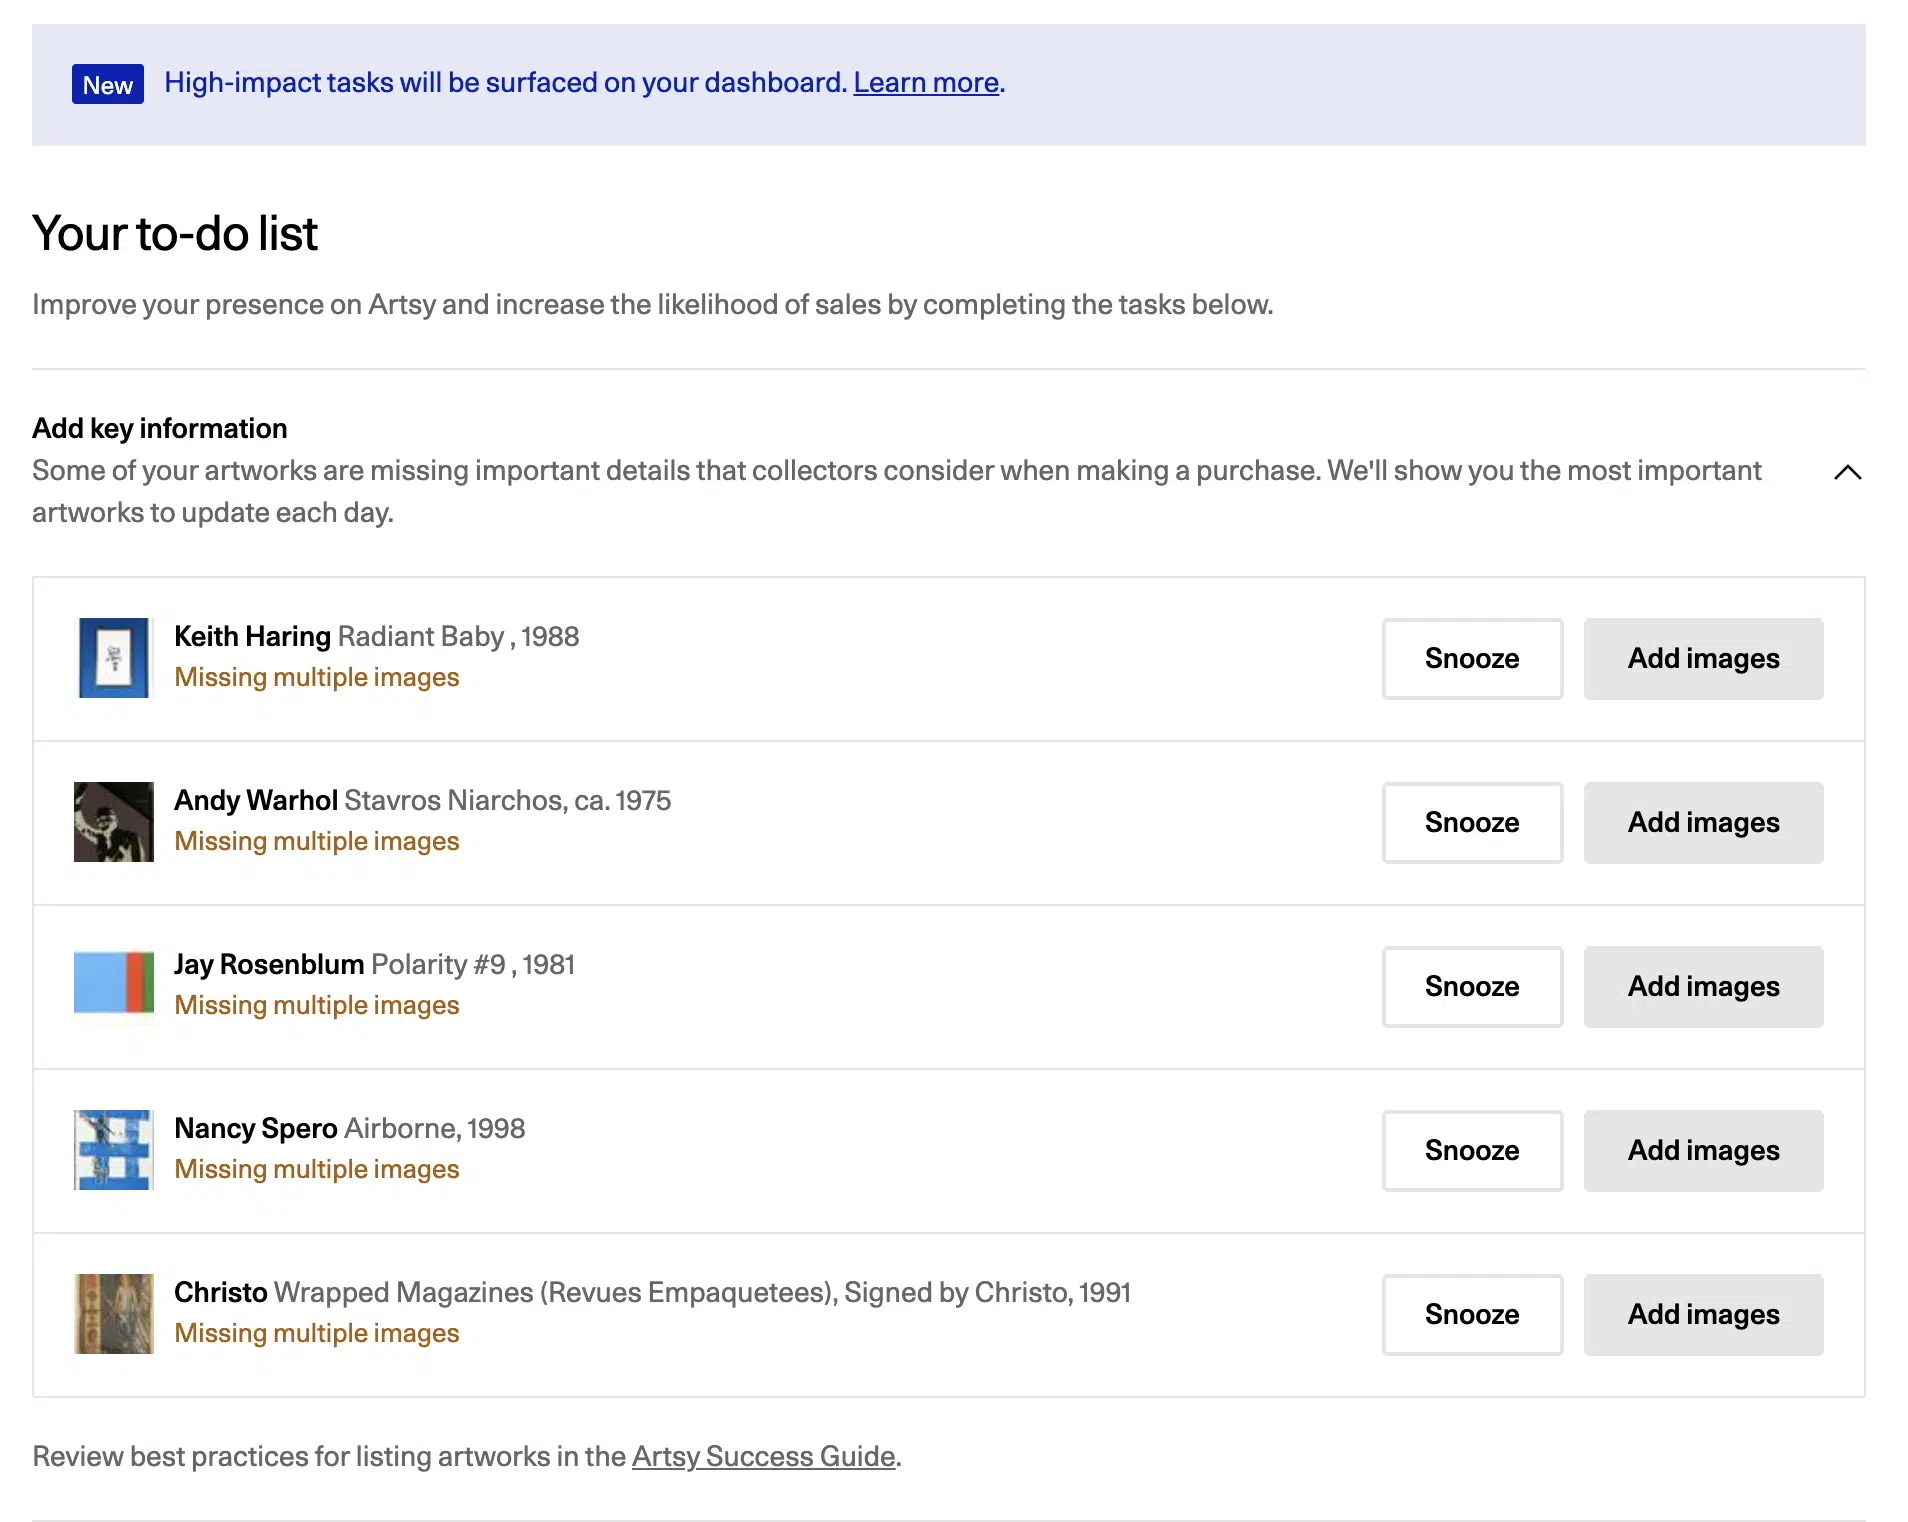 New High-impact tasks will be surfaced on your dashboard. Learn more.
Your to-do list
Improve your presence on Artsy and increase the likelihood of sales by completing the tasks below.
Add key information
Some of your artworks are missing important details that collectors consider when making a purchase. We'll show you the most important
artworks to update each day.
Keith Haring Radiant Baby , 1988
Missing multiple images
Snooze Add images
Andy Warhol Stavros Niarchos, ca. 1975
Missing multiple images
Snooze Add images
Jay Rosenblum Polarity #9 , 1981
Missing multiple images
Snooze Add images
Nancy Spero Airborne, 1998
Missing multiple images
Snooze Add images
Christo Wrapped Magazines (Revues Empaquetees), Signed by Christo, 1991
Missing multiple images
Snooze Add images
Review best practices for listing artworks in the Artsy Success Guide.